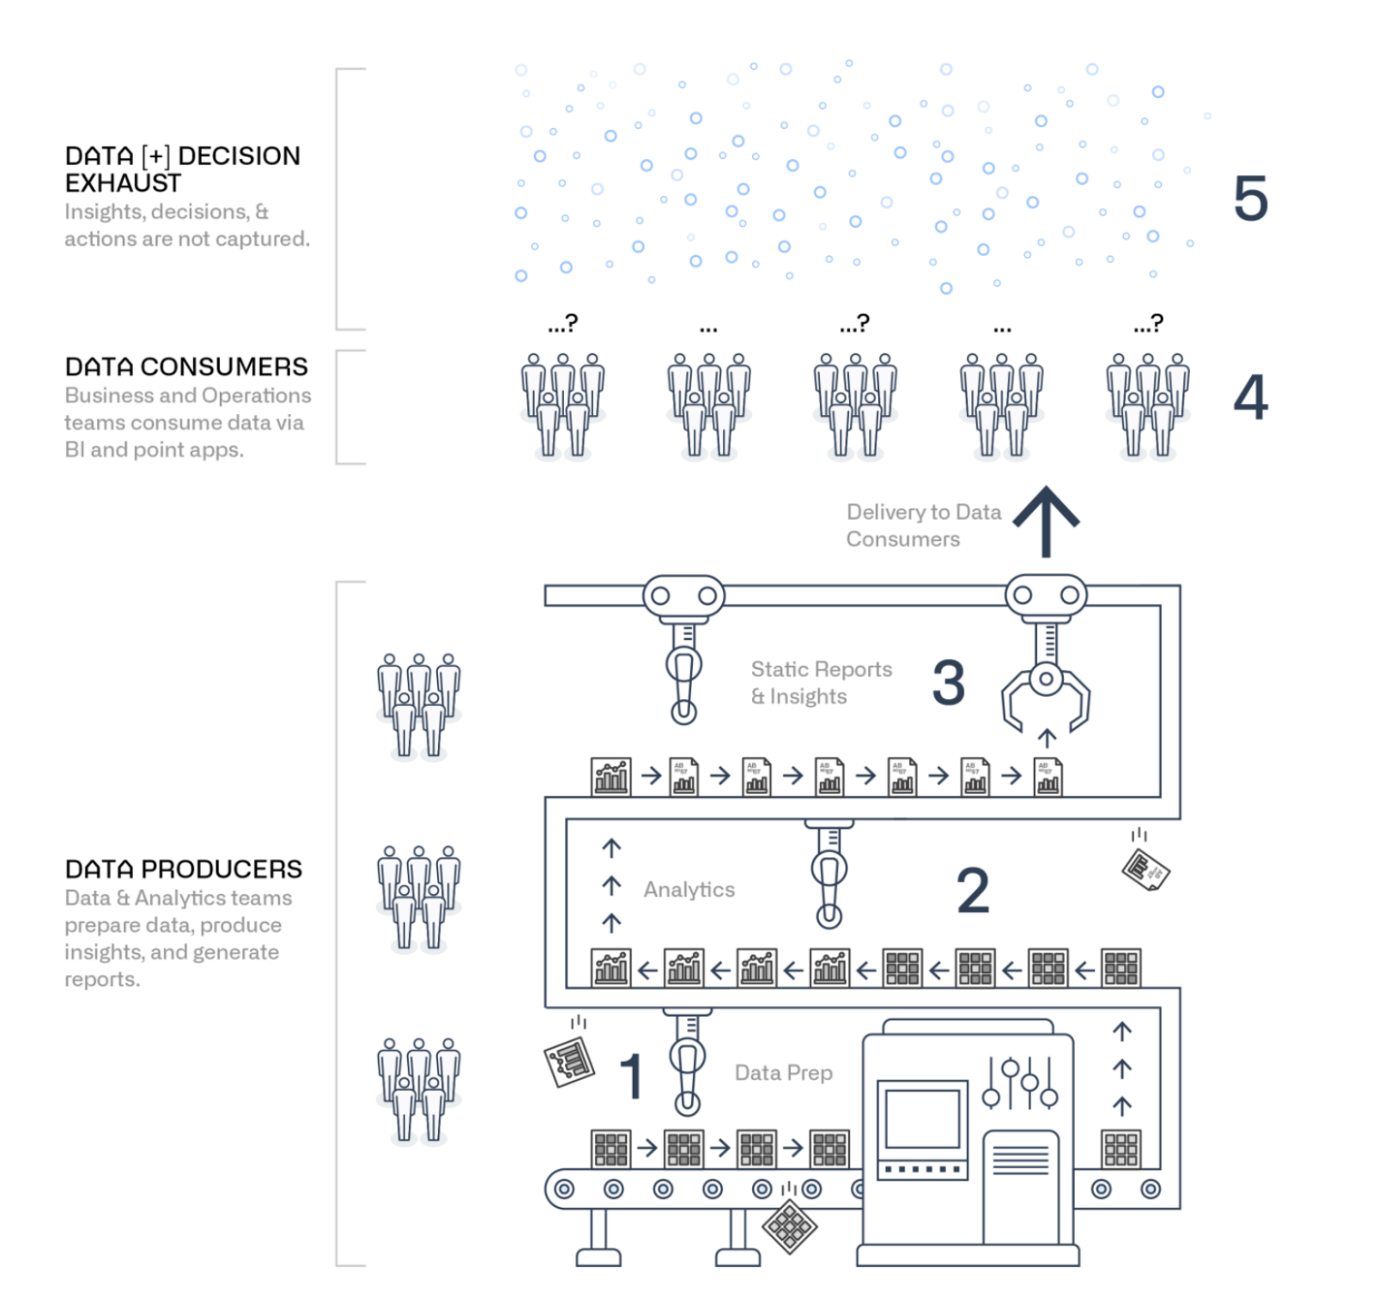 DATA [+] DECISION
EXHAUST
Insights, decisions, &
actions are not captured.
5
...?
...
...?
...
...?
DATA CONSUMERS
Business and Operations
teams consume data via
BI and point apps.
4
Delivery to Data
Consumers
Static Reports
& Insights
3
DATA PRODUCERS
Data & Analytics teams
prepare data, produce
insights, and generate
reports.
Analytics
2
1
Data Prep